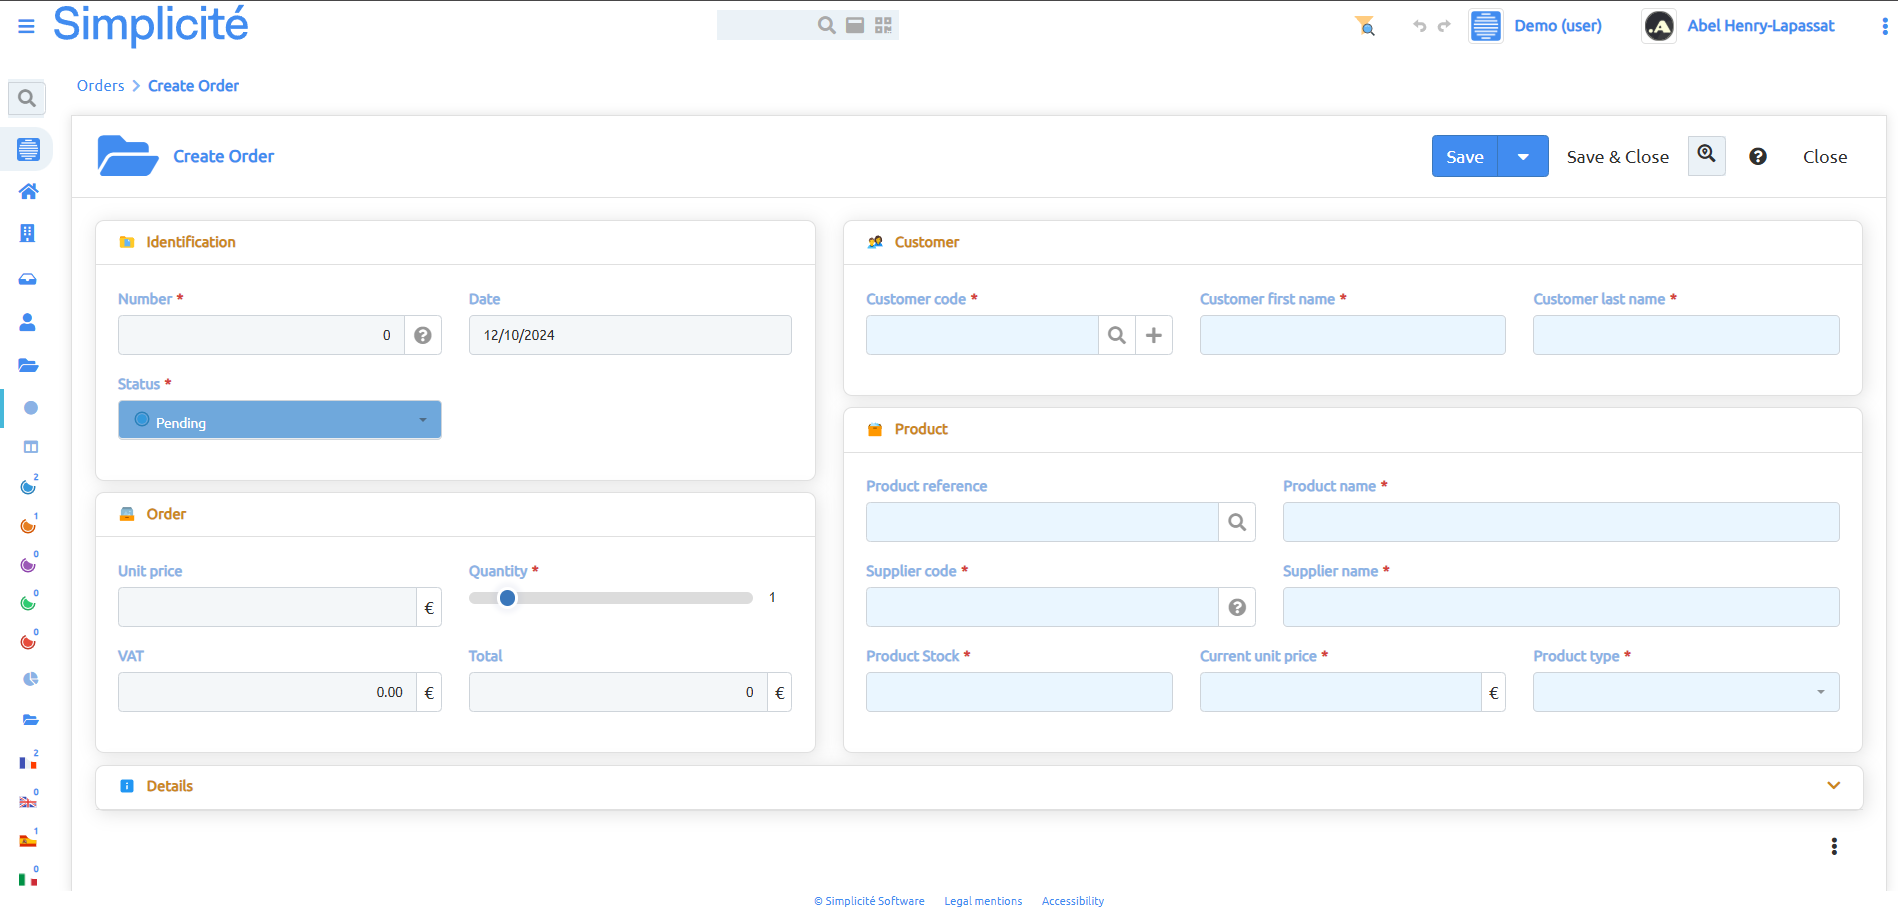 Simplicité
Demo (user)
.A
Abel Henry-Lapassat
Orders
Create Order
Create Order
Save
Save & Close
Close
Identification
Number *
Date
0
12/10/2024
Status *
Pending
Order
Unit price
Quantity *
€
1
VAT
Total
0.00
€
0
€
Customer
Customer code *
Customer first name *
Customer last name *
Product
Product reference
Product name *
Supplier code *
Supplier name *
Product Stock *
Current unit price *
Product type *
€
Details
2
1
0
0
0
2
0
1
0
© Simplicité Software
Legal mentions
Accessibility